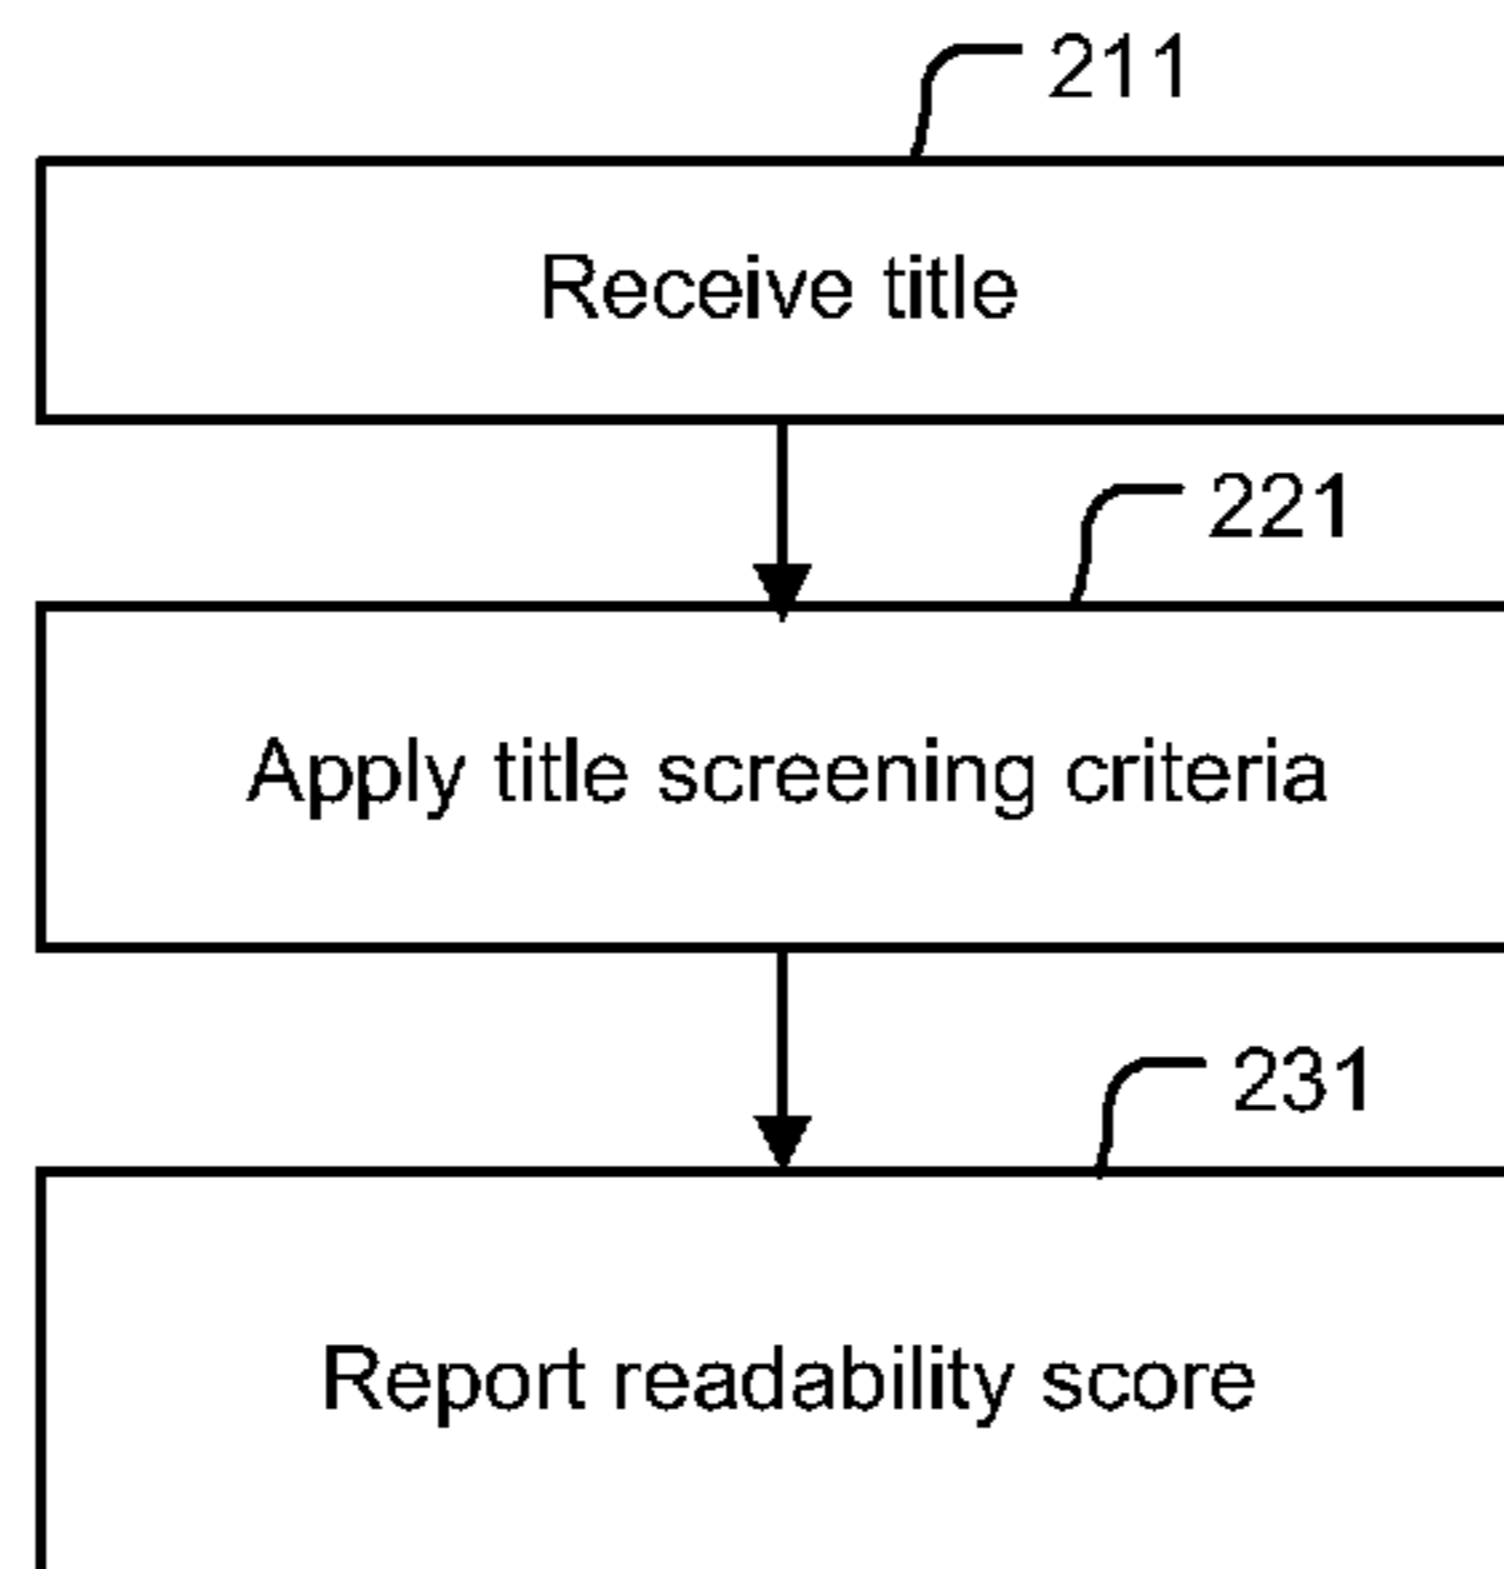 211
Receive title
221
Apply title screening criteria
231
Report readability score